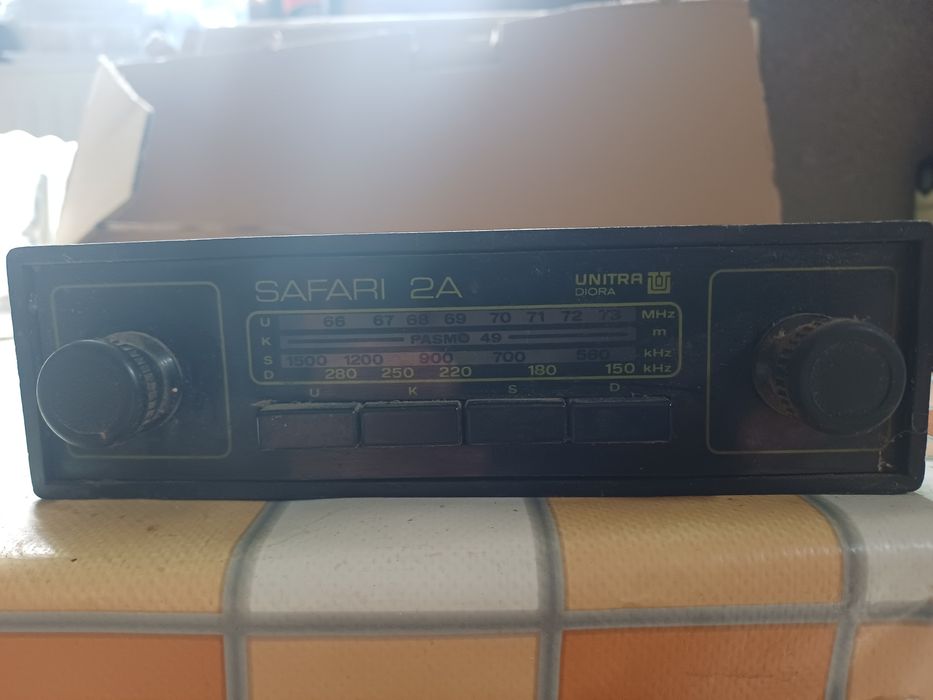 SAFARI 2A
UNITRA
DIORA
U 66 67 68 69 70 71 72 73 MHz
K PASMO 49 m
S 1500 1200 900 700 560 kHz
D 280 250 220 180 150 kHz
U K S D